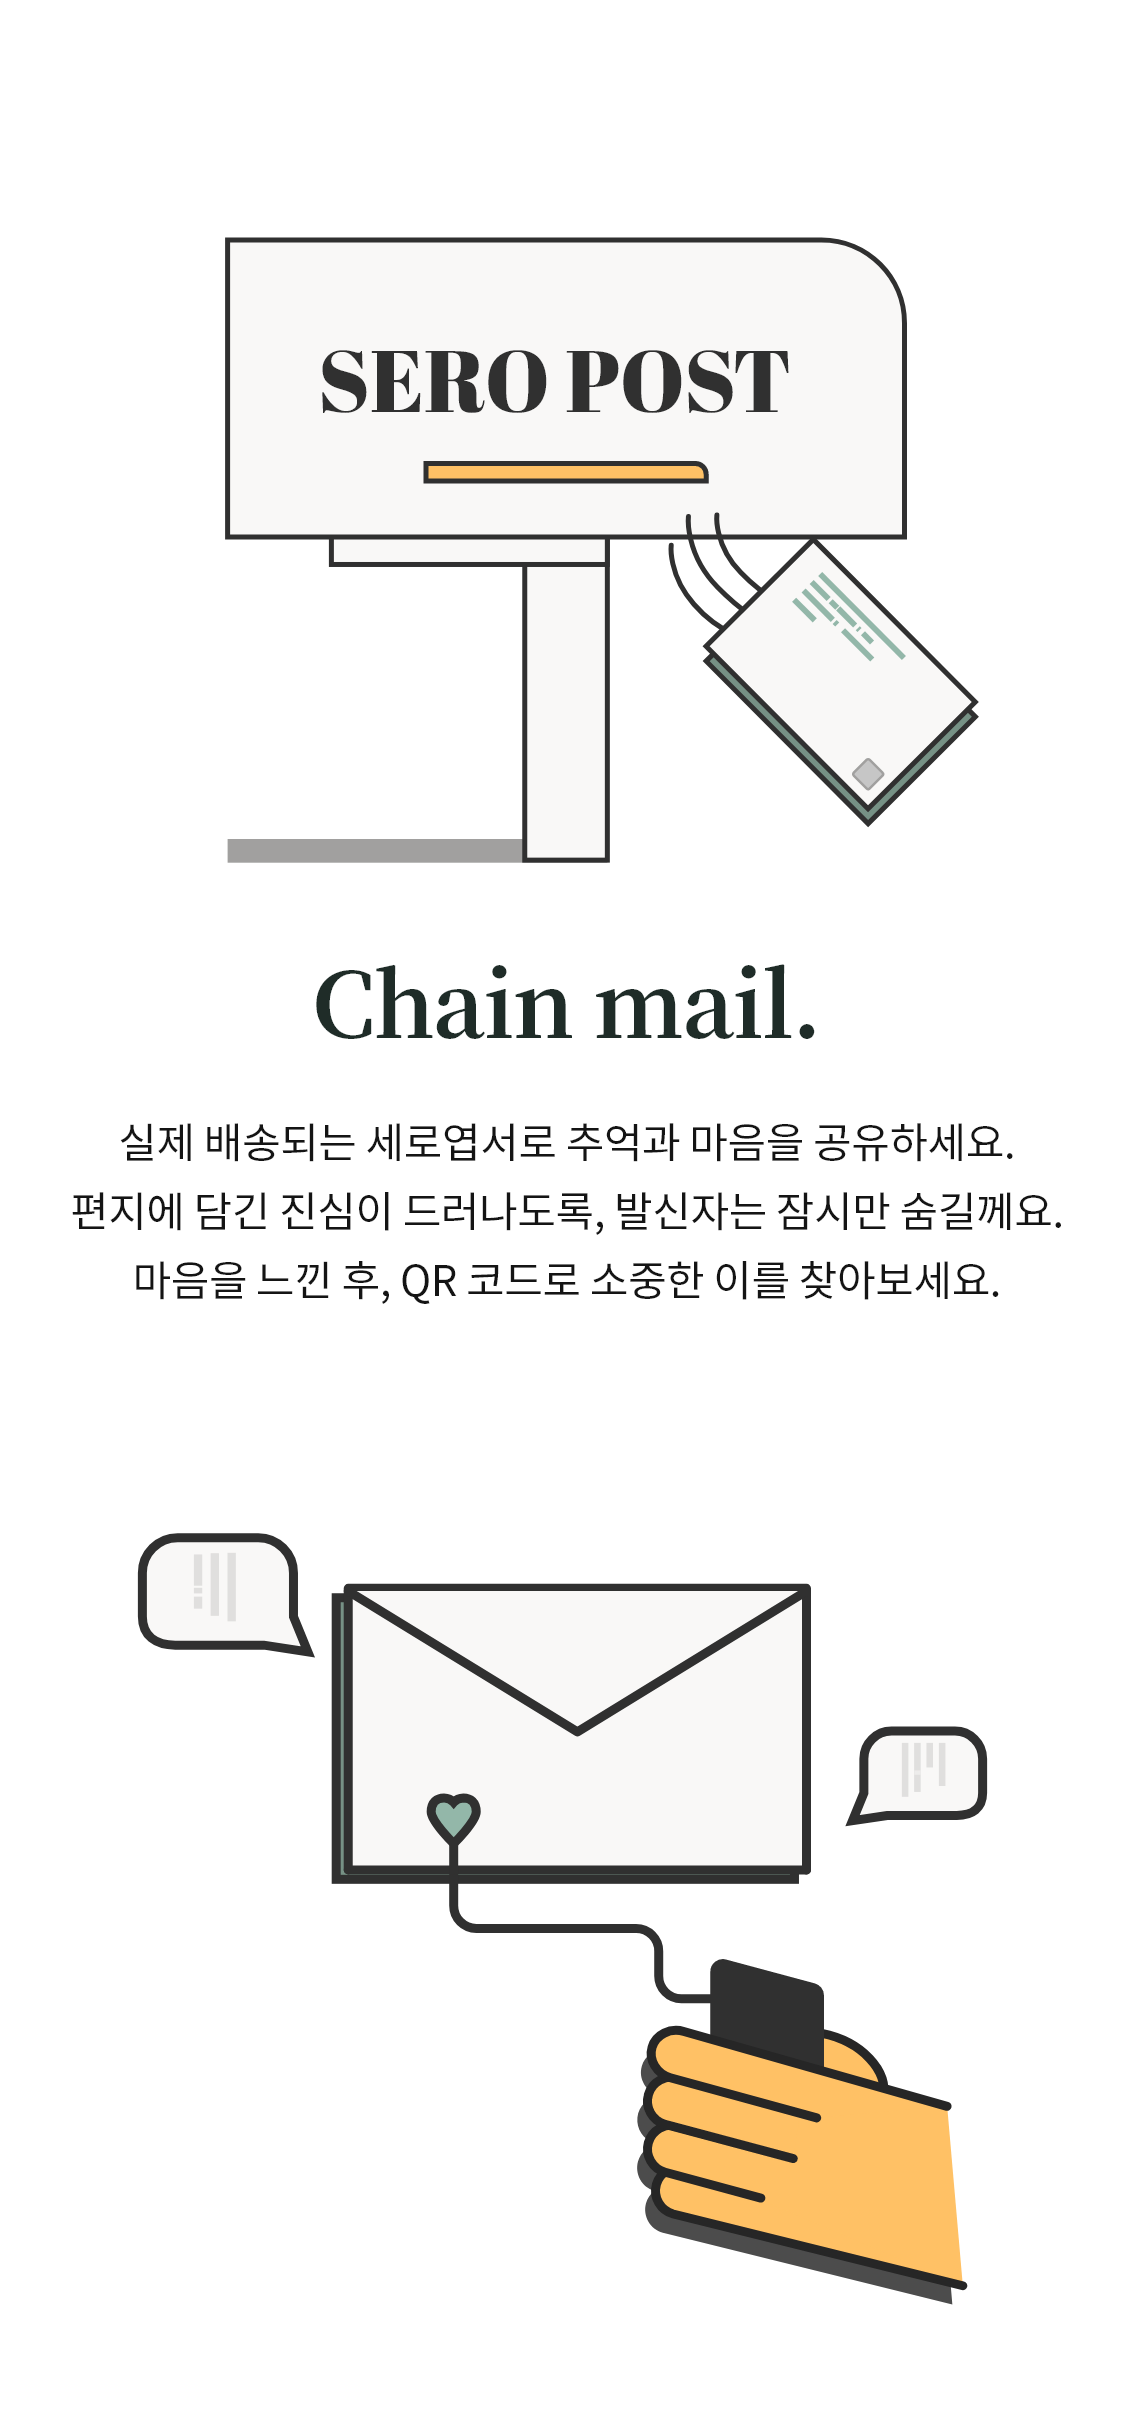 SERO POST
Chain mail.
실제 배송되는 세로엽서로 추억과 마음을 공유하세요.
편지에 담긴 진심이 드러나도록, 발신자는 잠시만 숨길께요.
마음을 느낀 후, QR 코드로 소중한 이를 찾아보세요.